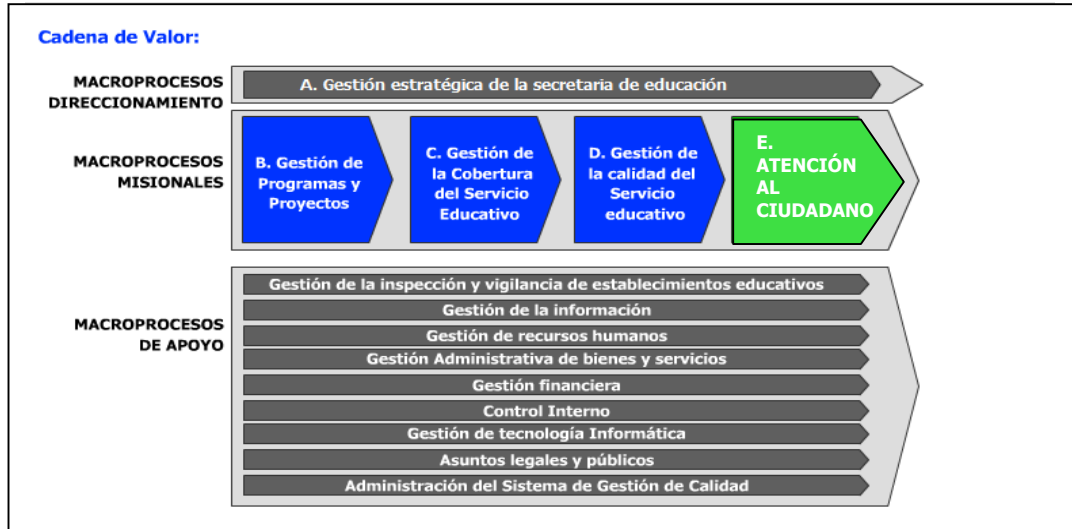 Cadena de Valor:
MACROPROCESOS
DIRECCIONAMIENTO
A. Gestión estratégica de la secretaria de educación
MACROPROCESOS
MISIONALES
B. Gestión de
Programas y
Proyectos
C. Gestión de
la Cobertura
del Servicio
Educativo
D. Gestión de
la calidad del
Servicio
educativo
E.
ATENCIÓN
AL
CIUDADANO
MACROPROCESOS
DE APOYO
Gestión de la inspección y vigilancia de establecimientos educativos
Gestión de la información
Gestión de recursos humanos
Gestión Administrativa de bienes y servicios
Gestión financiera
Control Interno
Gestión de tecnología Informática
Asuntos legales y públicos
Administración del Sistema de Gestión de Calidad